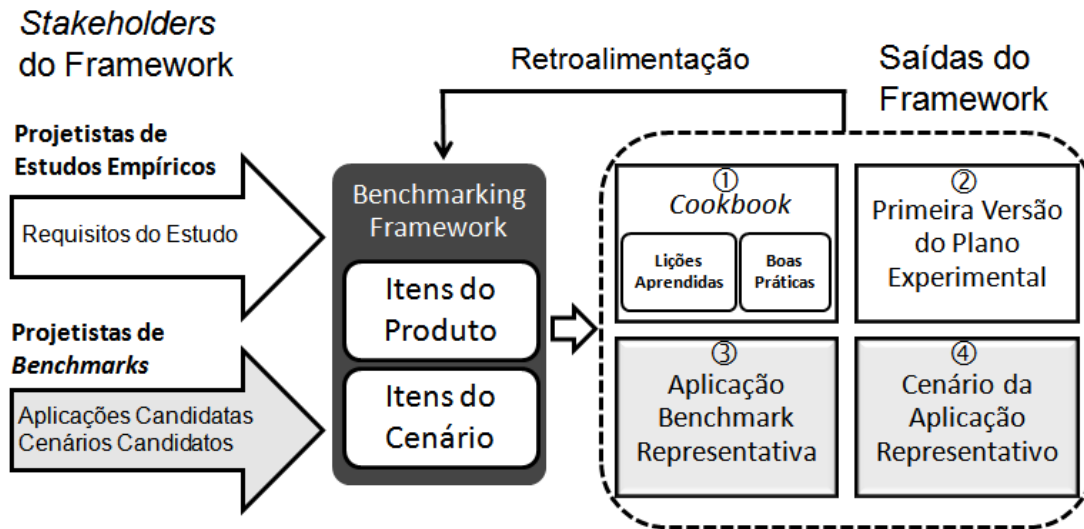 Stakeholders
do Framework
Projetistas de
Estudos Empíricos
Requisitos do Estudo
Projetistas de
Benchmarks
Aplicações Candidatas
Cenários Candidatos
Retroalimentação
Benchmarking
Framework
Itens do
Produto
Itens do
Cenário
Saídas do
Framework
①
Cookbook
Lições
Aprendidas
Boas
Práticas
②
Primeira Versão
do Plano
Experimental
③
Aplicação
Benchmark
Representativa
④
Cenário da
Aplicação
Representativo